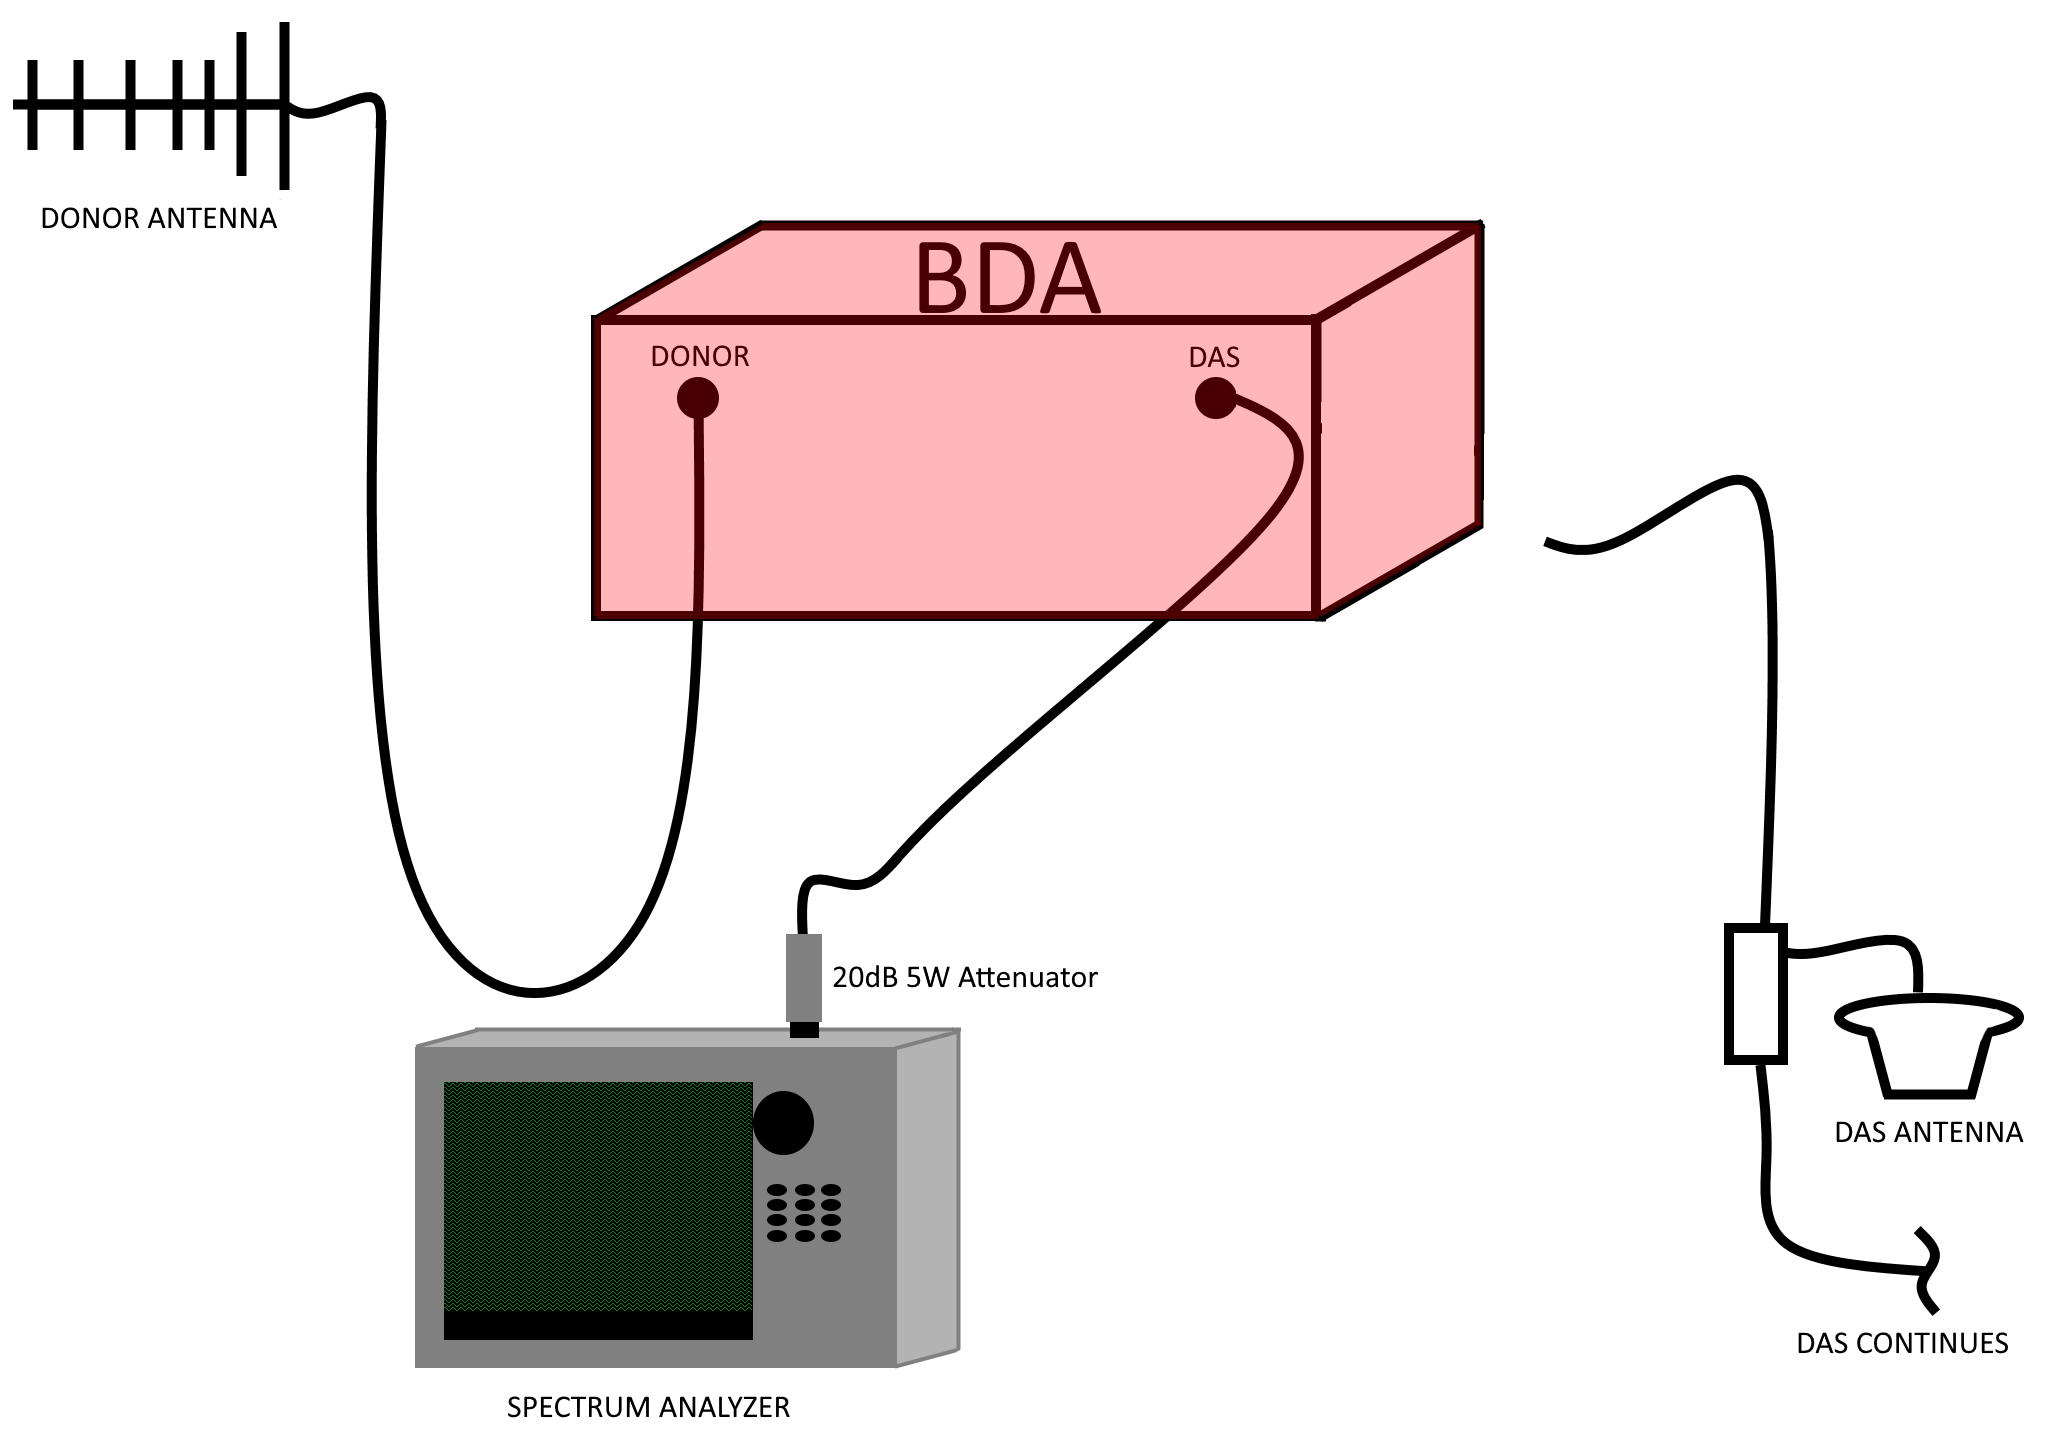 DONOR ANTENNA
BDA
DONOR
DAS
20dB 5W Attenuator
DAS ANTENNA
DAS CONTINUES
SPECTRUM ANALYZER